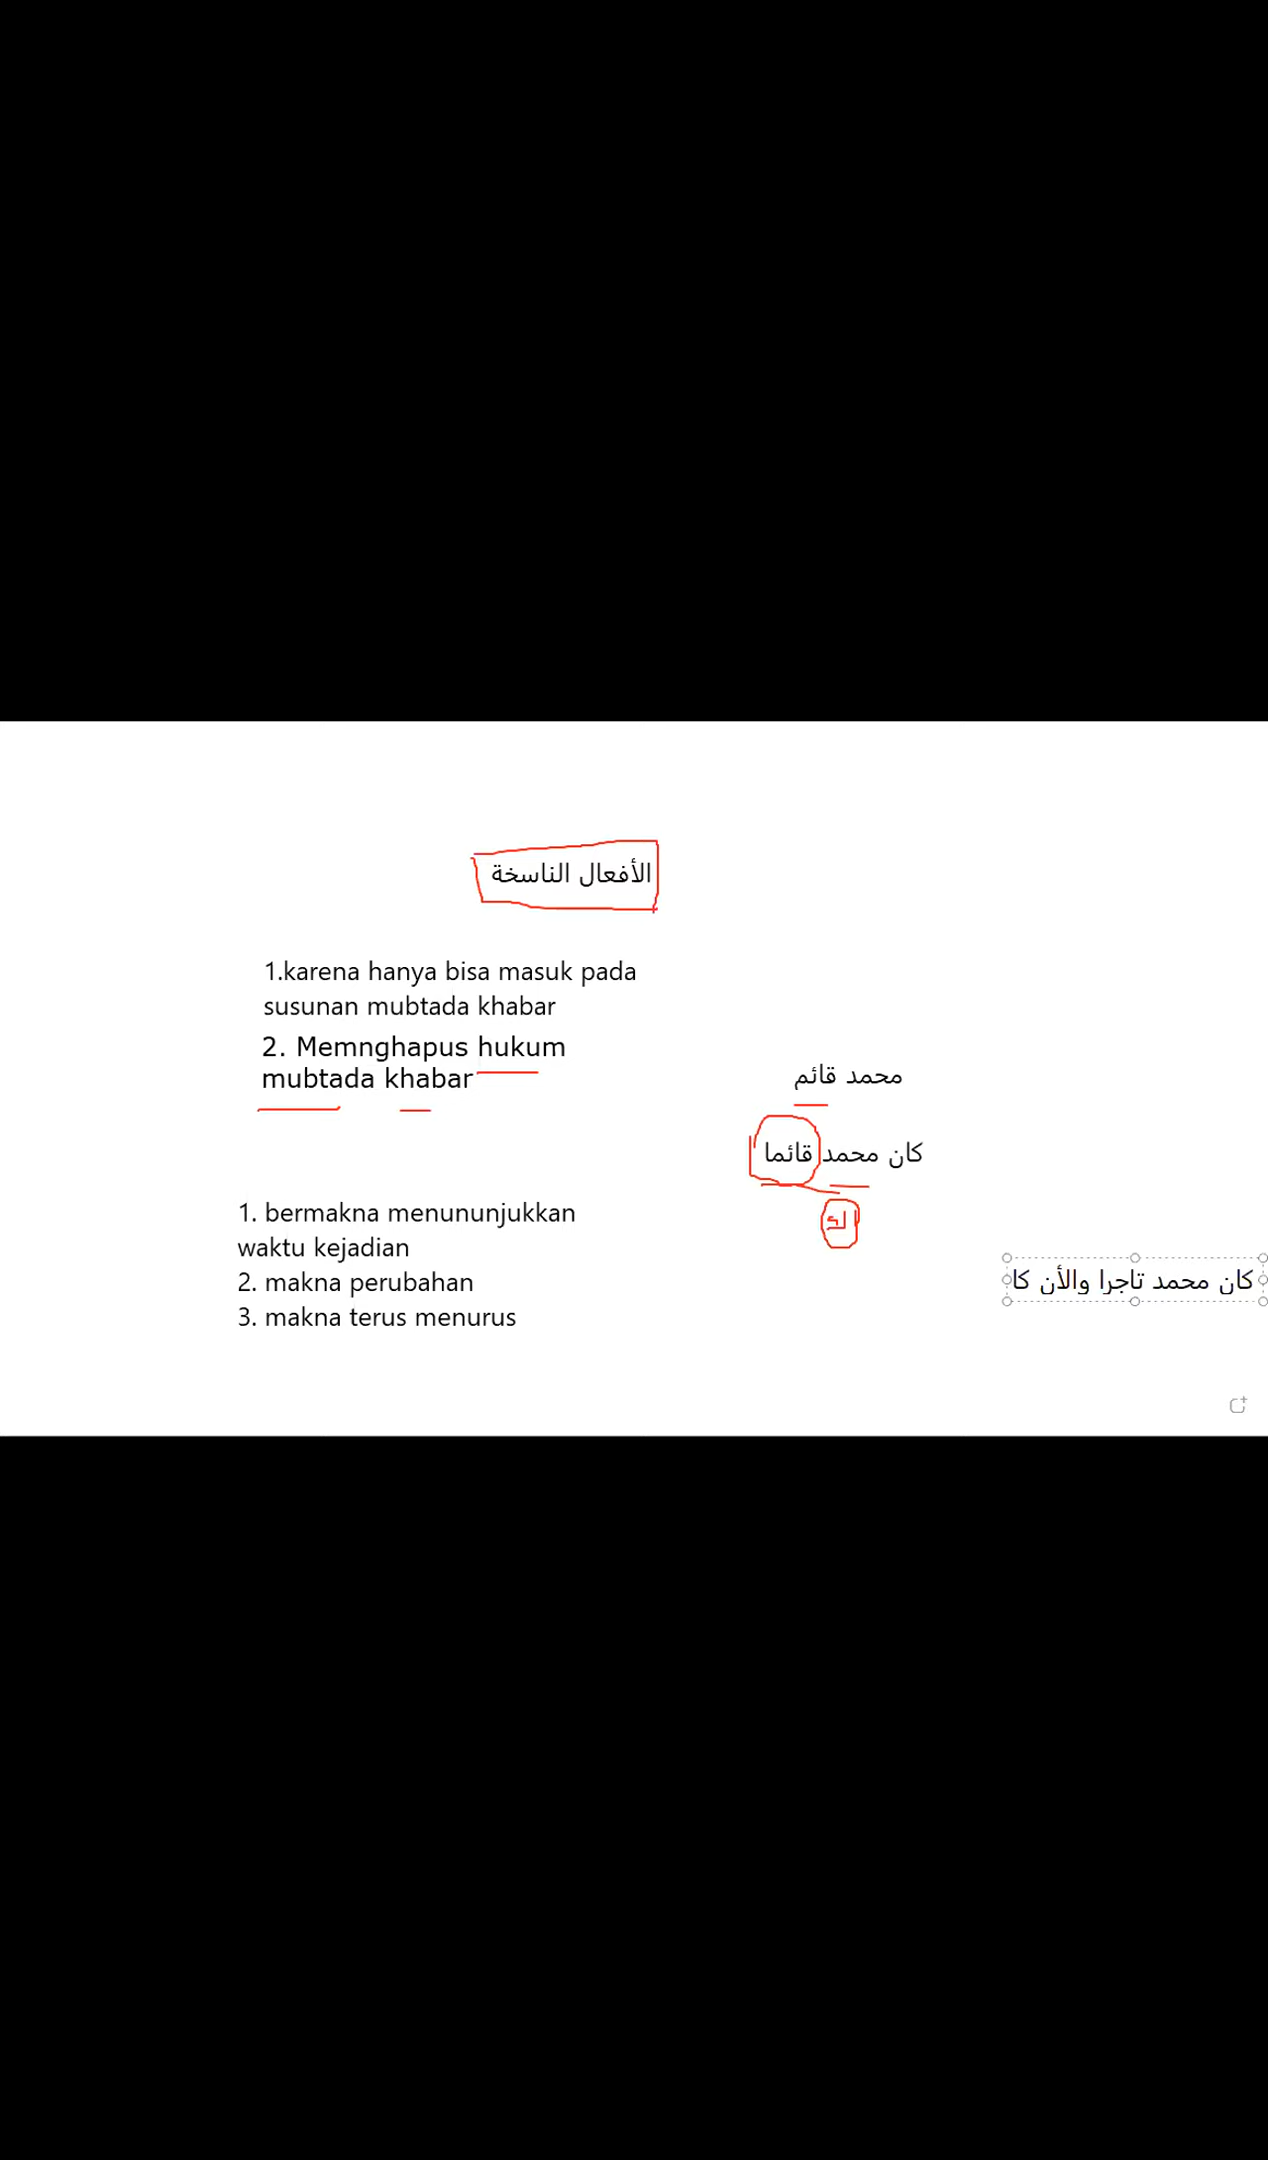 الأفعال الناسخة
1.karena hanya bisa masuk pada
susunan mubtada khabar
2. Memnghapus hukum
mubtada khabar
محمد قائم
كان محمد قائما
1. bermakna menununjukkan
waktu kejadian
2. makna perubahan
3. makna terus menurus
كان محمد تاجرا والأن كا